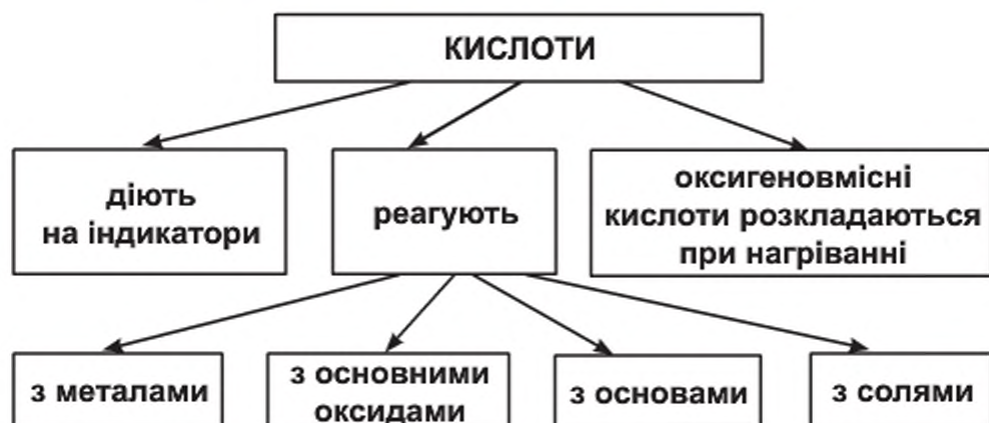 КИСЛОТИ
діють
на індикатори
реагують
оксигеновмісні
кислоти розкладаються
при нагріванні
з металами
з основними
оксидами
з основами
з солями